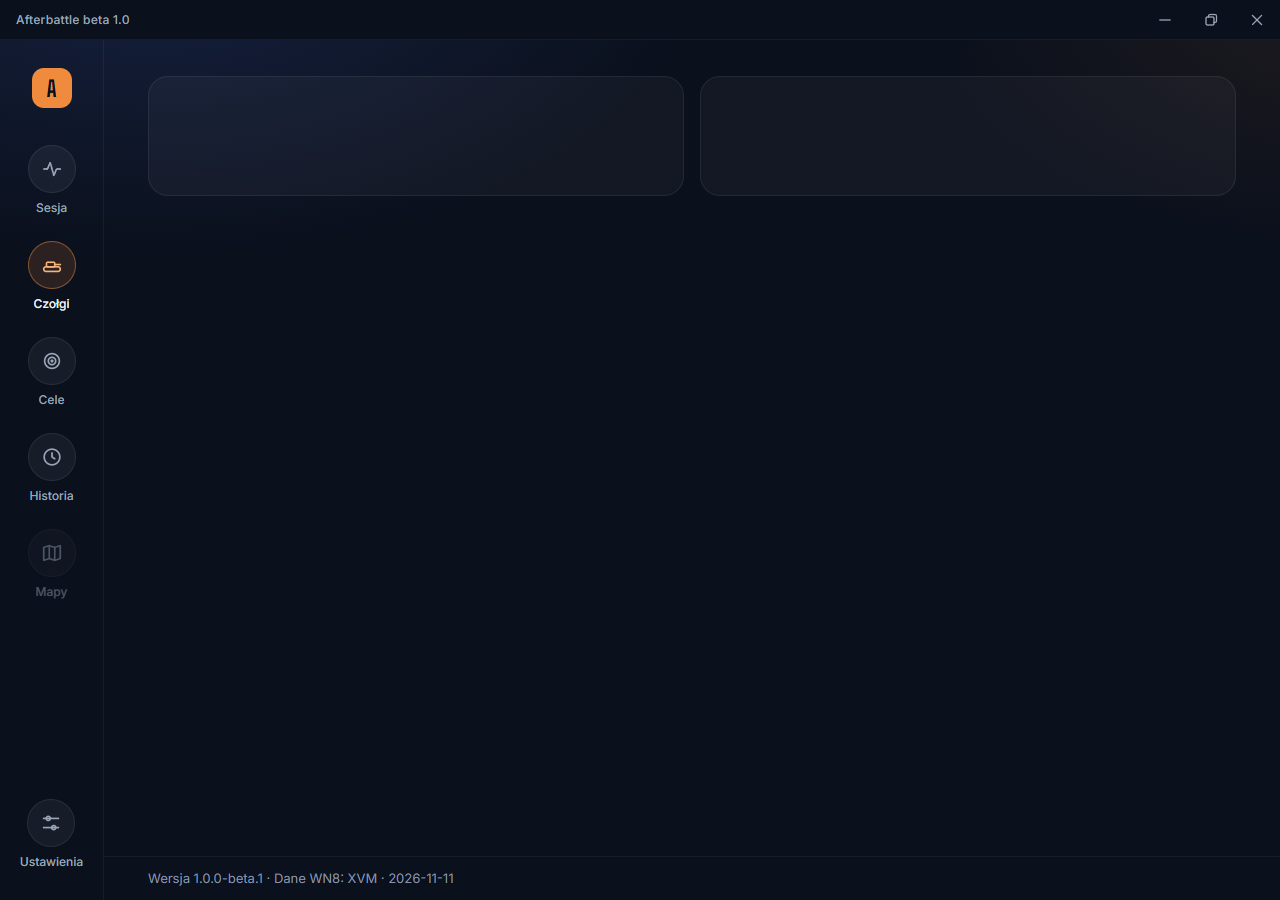 Afterbattle beta 1.0
A
Sesja
Czołgi
Cele
Historia
Mapy
Ustawienia
Wersja 1.0.0-beta.1 · Dane WN8: XVM · 2026-11-11